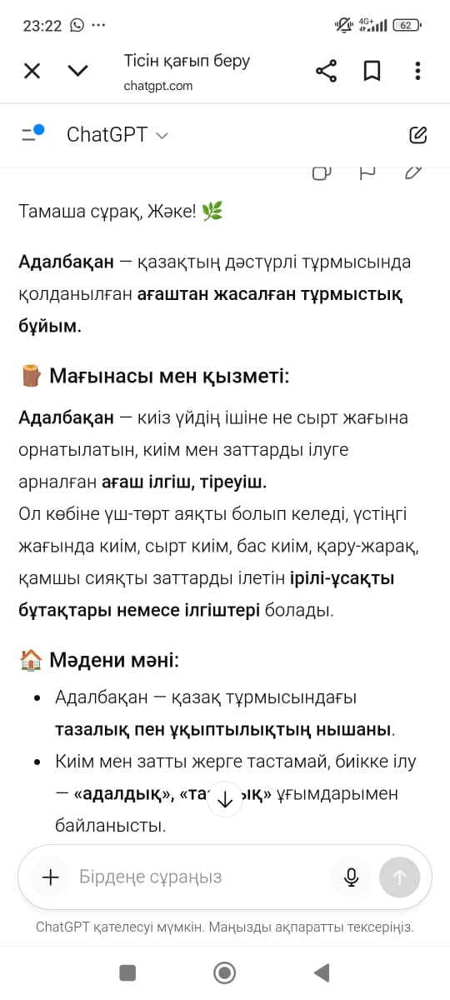 23:22
4G+
62
Тісін қағып беру
chatgpt.com
ChatGPT
Тамаша сұрақ, Жәке! 🌿
Адалбақан — қазақтың дәстүрлі тұрмысында
қолданылған ағаштан жасалған тұрмыстық
бұйым.
🪵 Мағынасы мен қызметі:
Адалбақан — киіз үйдің ішіне не сырт жағына
орнатылатын, киім мен заттарды ілуге
арналған ағаш ілгіш, тіреуіш.
Ол көбіне үш-төрт аяқты болып келеді, үстіңгі
жағында киім, сырт киім, бас киім, қару-жарақ,
қамшы сияқты заттарды ілетін ірілі-ұсақты
бұтақтары немесе ілгіштері болады.
🏠 Мәдени мәні:
• Адалбақан — қазақ тұрмысындағы
тазалық пен ұқыптылықтың нышаны.
• Киім мен затты жерге тастамай, биікке ілу
— «адалдық», ұғымдарымен
байланысты.
Бірдеңе сұраңыз
ChatGPT қателесуі мүмкін. Маңызды ақпаратты тексеріңіз.